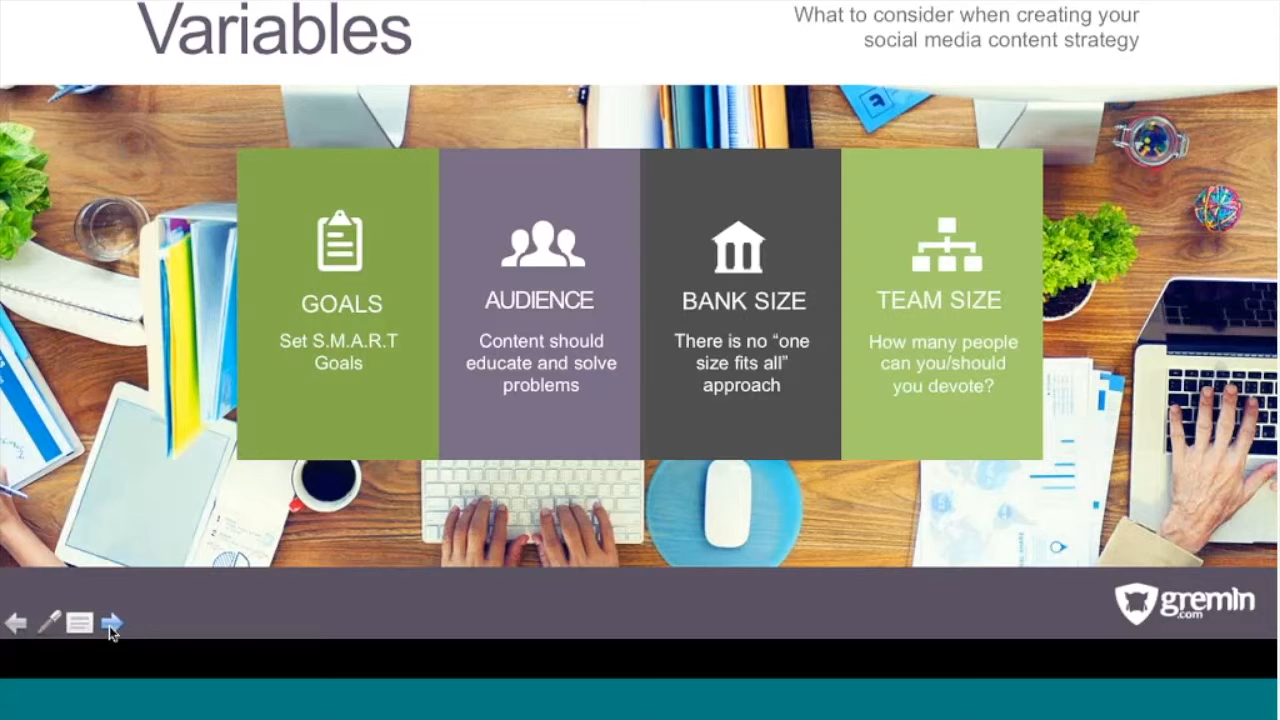 Variables
What to consider when creating your
social media content strategy
GOALS
Set S.M.A.R.T
Goals
AUDIENCE
Content should
educate and solve
problems
BANK SIZE
There is no “one
size fits all”
approach
TEAM SIZE
How many people
can you/should
you devote?
gremln
.com